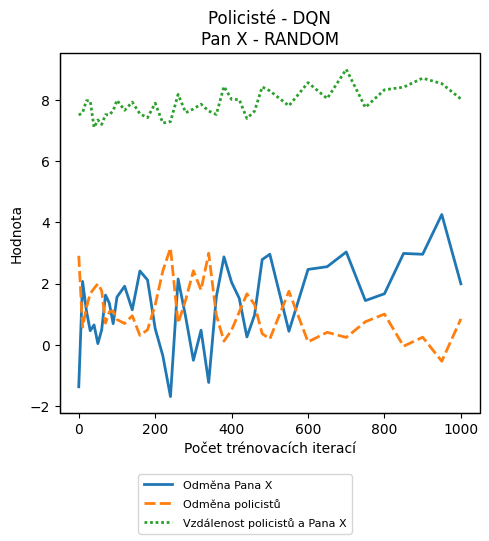 Policisté - DQN
Pan X - RANDOM
Hodnota
8
6
4
2
0
−2
0 200 400 600 800 1000
Počet trénovacích iterací
Odměna Pana X
Odměna policistů
Vzdálenost policistů a Pana X